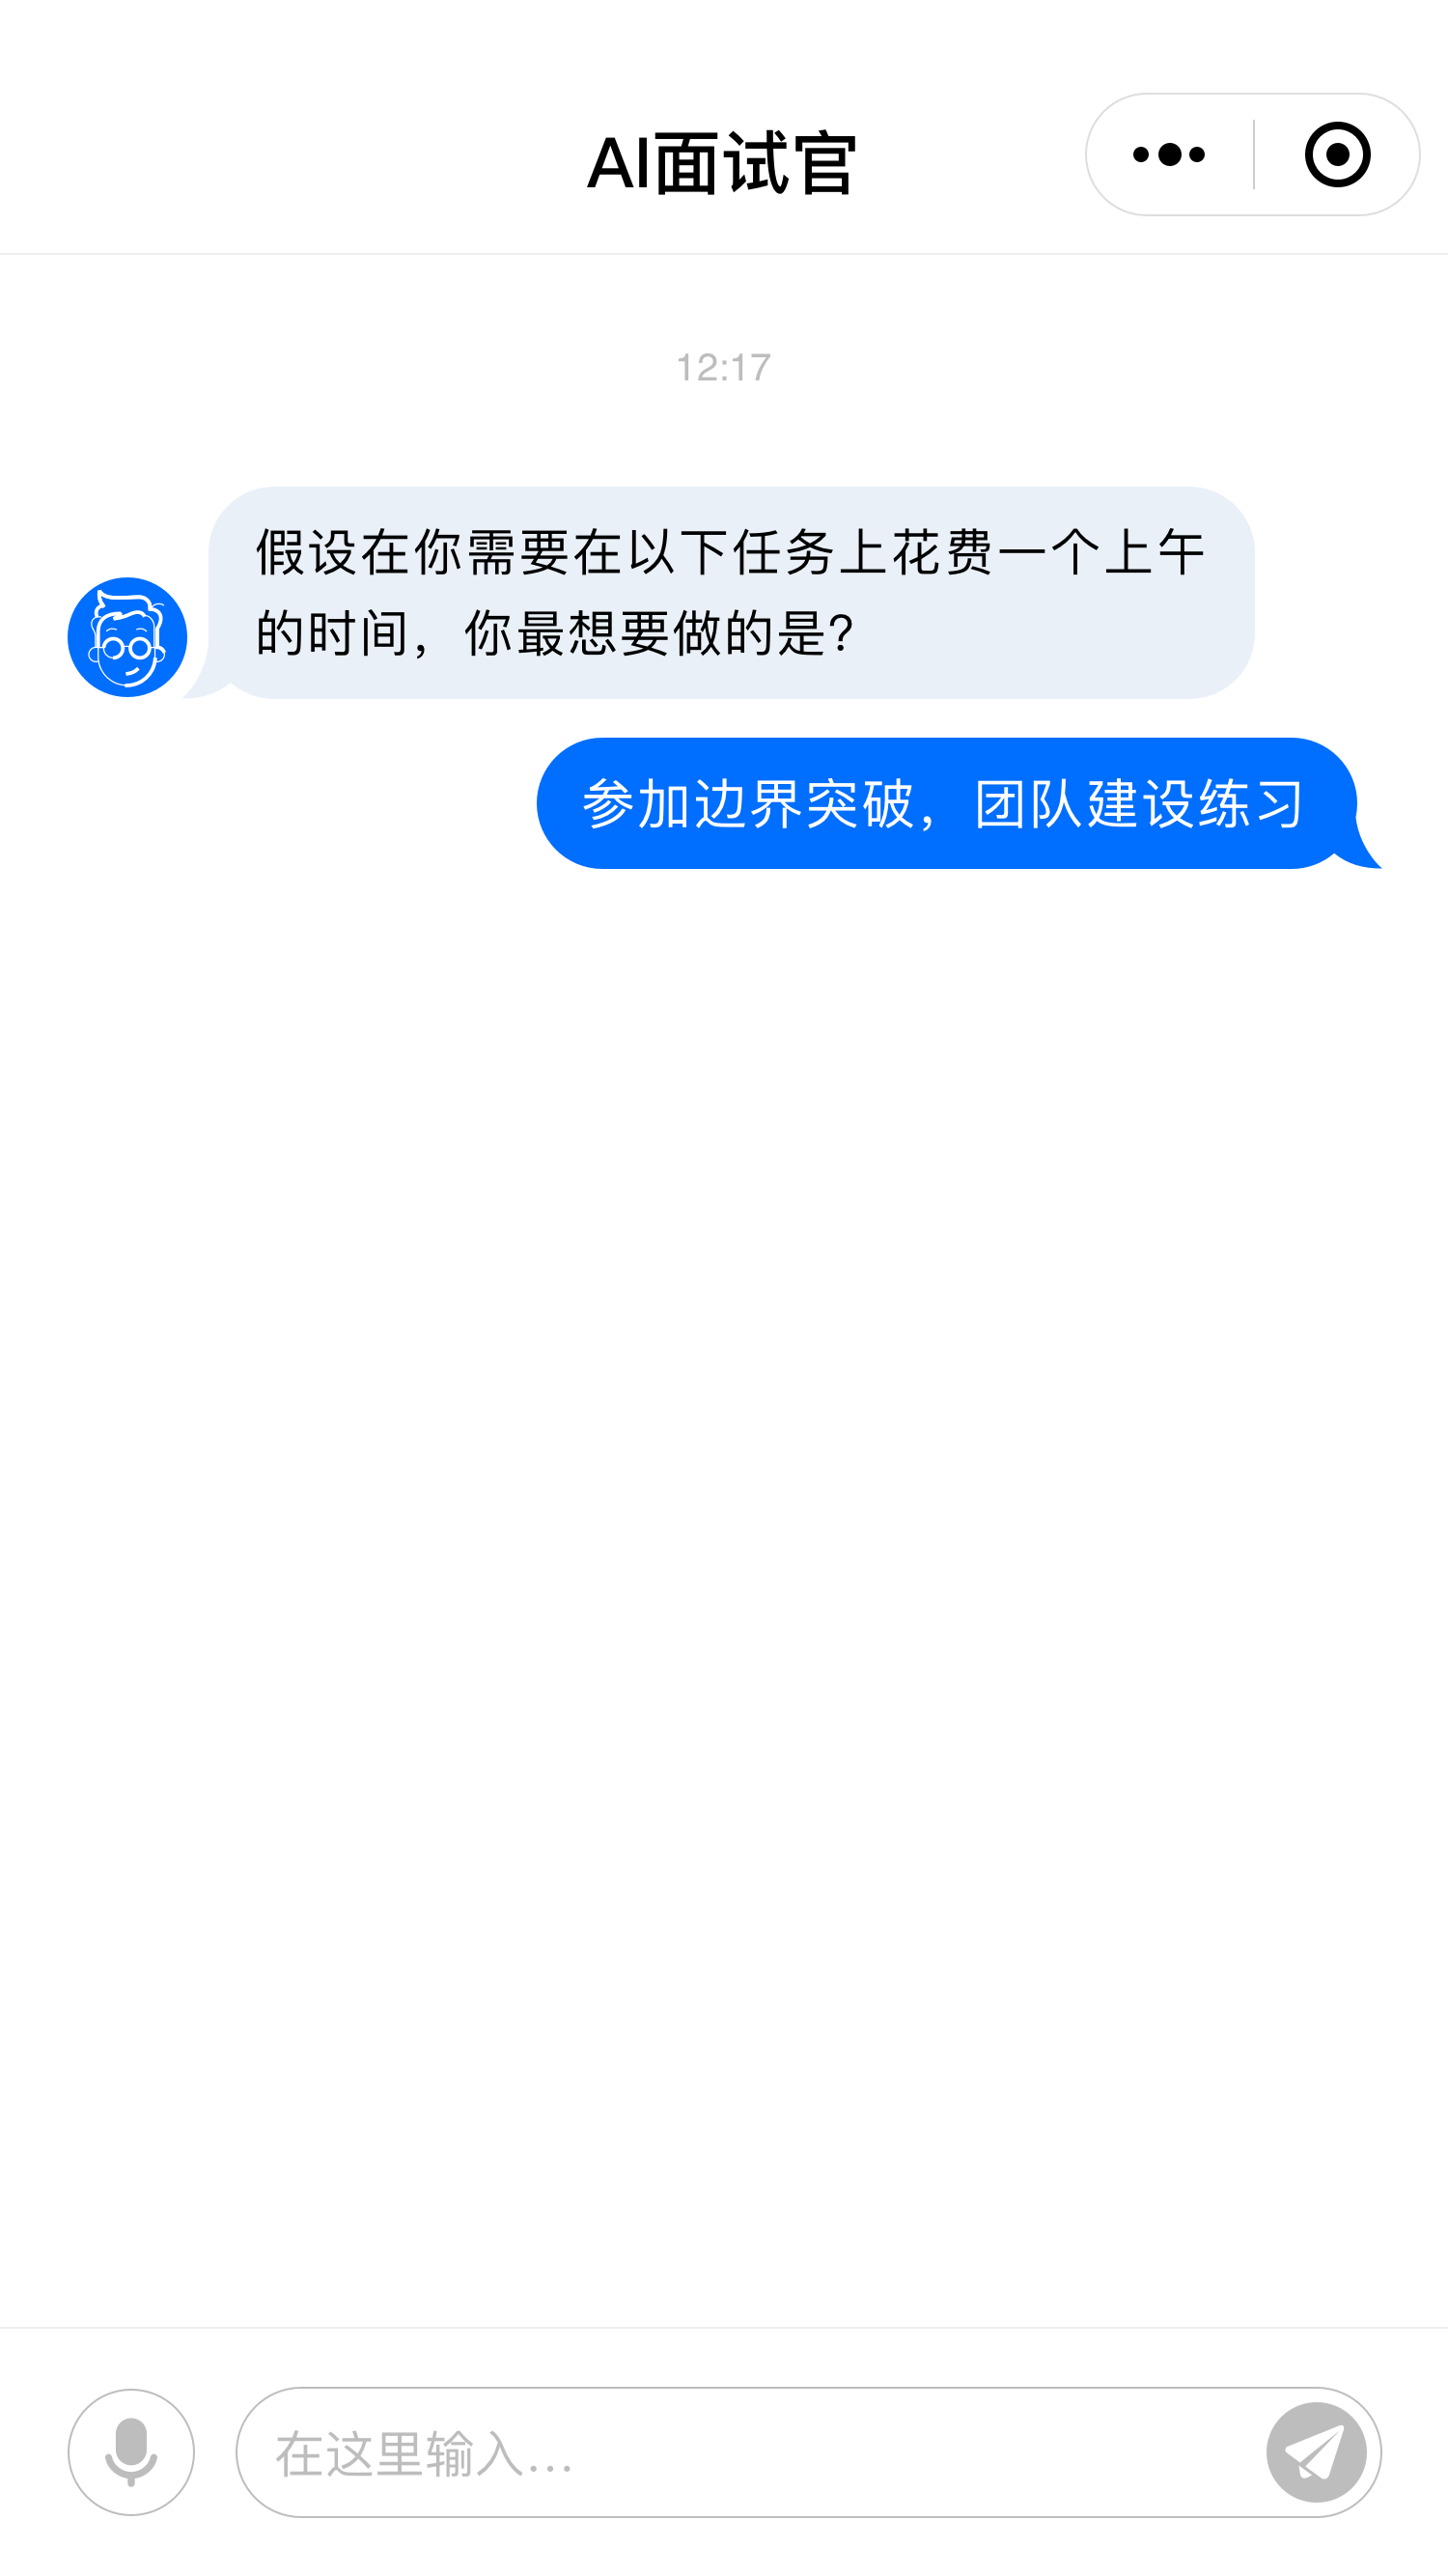 AI面试官
12:17
假设在你需要在以下任务上花费一个上午
的时间，你最想要做的是？
参加边界突破，团队建设练习
在这里输入...